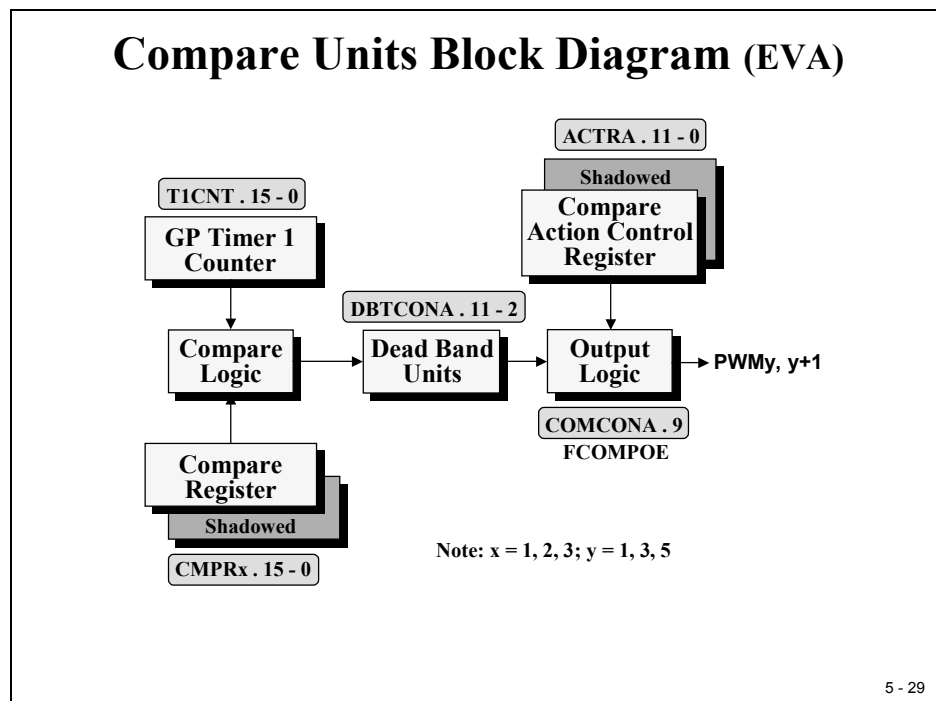 Compare Units Block Diagram (EVA)
ACTRA . 11 - 0
Shadowed
Compare
Action Control
Register
T1CNT . 15 - 0
GP Timer 1
Counter
DBTCONA . 11 - 2
Compare
Logic
Dead Band
Units
Output
Logic
PWMy, y+1
COMCONA . 9
FCOMPOE
Compare
Register
Shadowed
CMPRx . 15 - 0
Note: x = 1, 2, 3; y = 1, 3, 5
5 - 29